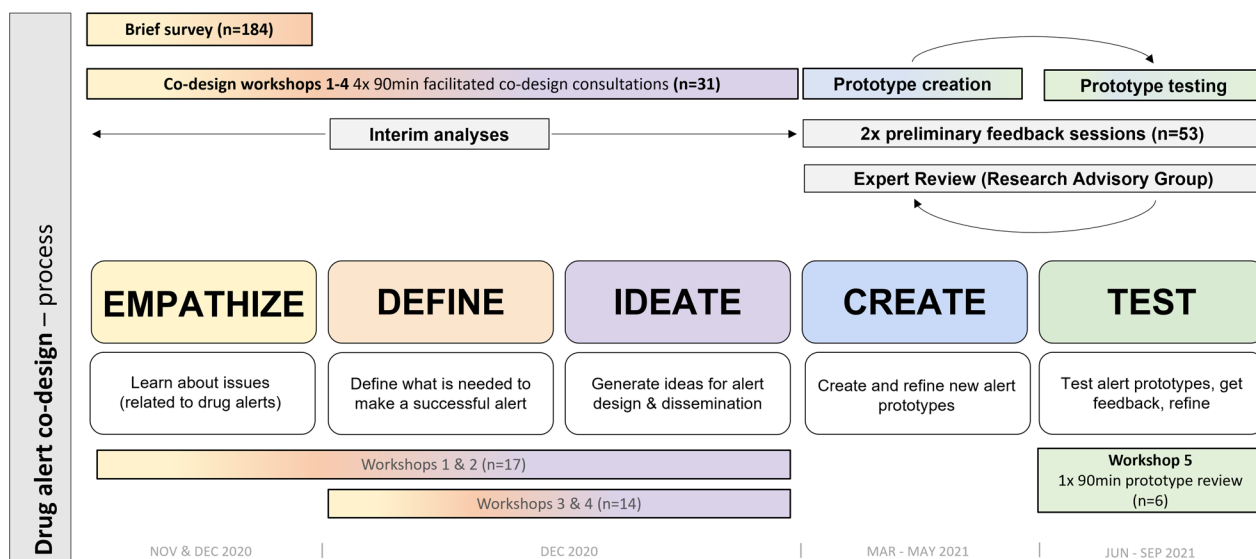 Drug alert co-design – process
Brief survey (n=184)
Co-design workshops 1-4 4x 90min facilitated co-design consultations (n=31)
Prototype creation
Prototype testing
Interim analyses
2x preliminary feedback sessions (n=53)
Expert Review (Research Advisory Group)
EMPATHIZE
DEFINE
IDEATE
CREATE
TEST
Learn about issues
(related to drug alerts)
Define what is needed to
make a successful alert
Generate ideas for alert
design & dissemination
Create and refine new alert
prototypes
Test alert prototypes, get
feedback, refine
Workshops 1 & 2 (n=17)
Workshops 3 & 4 (n=14)
Workshop 5
1x 90min prototype review
(n=6)
NOV & DEC 2020
DEC 2020
MAR - MAY 2021
JUN - SEP 2021